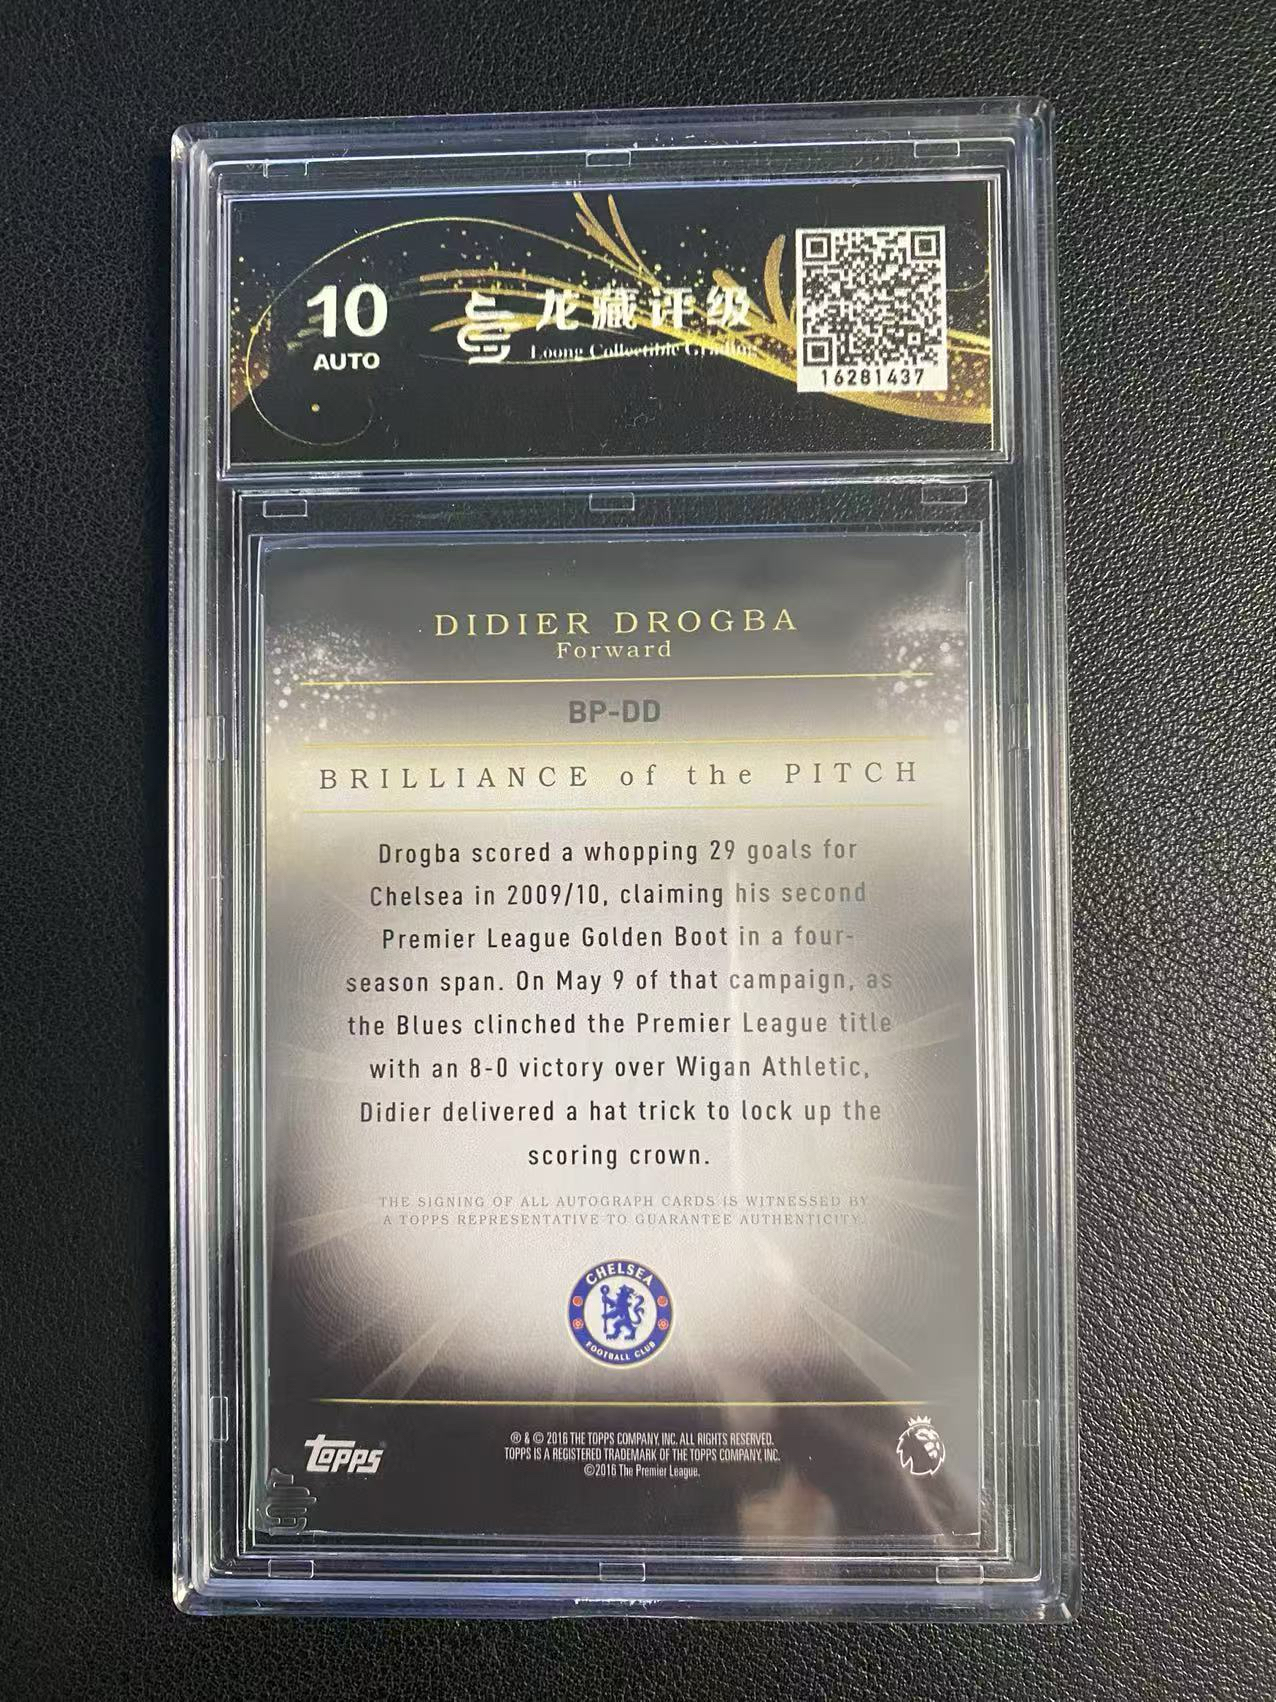 10
AUTO
龙藏评级
Loong Collectible Grading
16281437
DIDIER DROGBA
Forward
BP-DD
BRILLIANCE of the PITCH
Drogba scored a whopping 29 goals for
Chelsea in 2009/10, claiming his second
Premier League Golden Boot in a four-
season span. On May 9 of that campaign, as
the Blues clinched the Premier League title
with an 8-0 victory over Wigan Athletic,
Didier delivered a hat trick to lock up the
scoring crown.
THE SIGNING OF ALL AUTOGRAPH CARDS IS WITNESSED BY
A TOPPS REPRESENTATIVE TO GUARANTEE AUTHENTICITY.
CHELSEA
FOOTBALL CLUB
topps
® & © 2016 THE TOPPS COMPANY, INC. ALL RIGHTS RESERVED.
TOPPS IS A REGISTERED TRADEMARK OF THE TOPPS COMPANY, INC.
©2016 The Premier League.